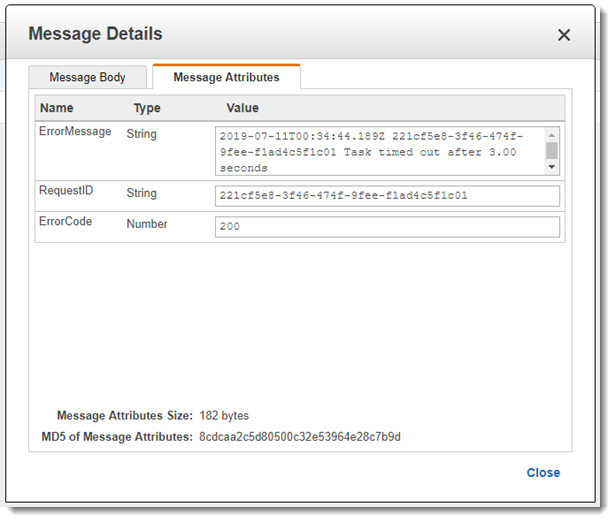 Message Details
Message Body Message Attributes
Name Type Value
ErrorMessage String 2019-07-11T00:34:44.189Z 221cf5e8-3f46-474f-
9fee-f1ad4c5f1c01 Task timed out after 3.00
seconds
RequestID String 221cf5e8-3f46-474f-9fee-f1ad4c5f1c01
ErrorCode Number 200
Message Attributes Size: 182 bytes
MD5 of Message Attributes: 8cdcaa2c5d80500c32e53964e28c7b9d
Close